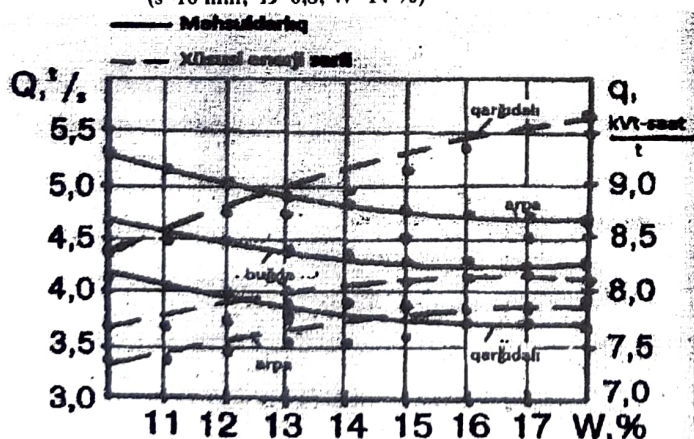 Məhsuldarlıq
Xüsusi enerji sərfi
Q, t/s
q,
kVt-saat
t
5,5
5,0
4,5
4,0
3,5
3,0
9,0
8,5
8,0
7,5
7,0
qarğıdalı
arpa
buğda
arpa
qarğıdalı
11 12 13 14 15 16 17 W,%